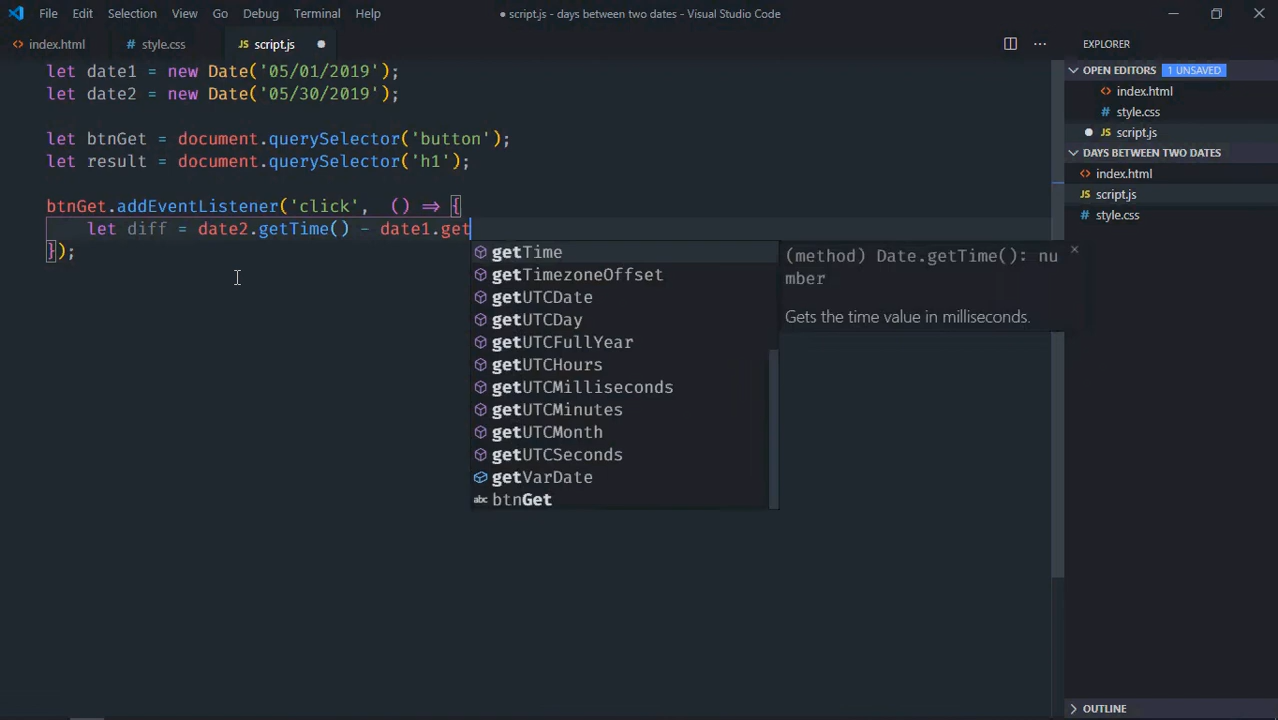 File Edit Selection View Go Debug Terminal Help
● script.js - days between two dates - Visual Studio Code
<> index.html # style.css JS script.js ●
EXPLORER
let date1 = new Date('05/01/2019');
let date2 = new Date('05/30/2019');
let btnGet = document.querySelector('button');
let result = document.querySelector('h1');
btnGet.addEventListener('click', () => {
let diff = date2.getTime() - date1.get
});
getTime
getTimezoneOffset
getUTCDate
getUTCDay
getUTCFullYear
getUTCHours
getUTCMilliseconds
getUTCMinutes
getUTCMonth
getUTCSeconds
getVarDate
abc btnGet
(method) Date.getTime(): nu
mber
Gets the time value in milliseconds.
OPEN EDITORS 1 UNSAVED
<> index.html
# style.css
● JS script.js
DAYS BETWEEN TWO DATES
<> index.html
JS script.js
# style.css
OUTLINE